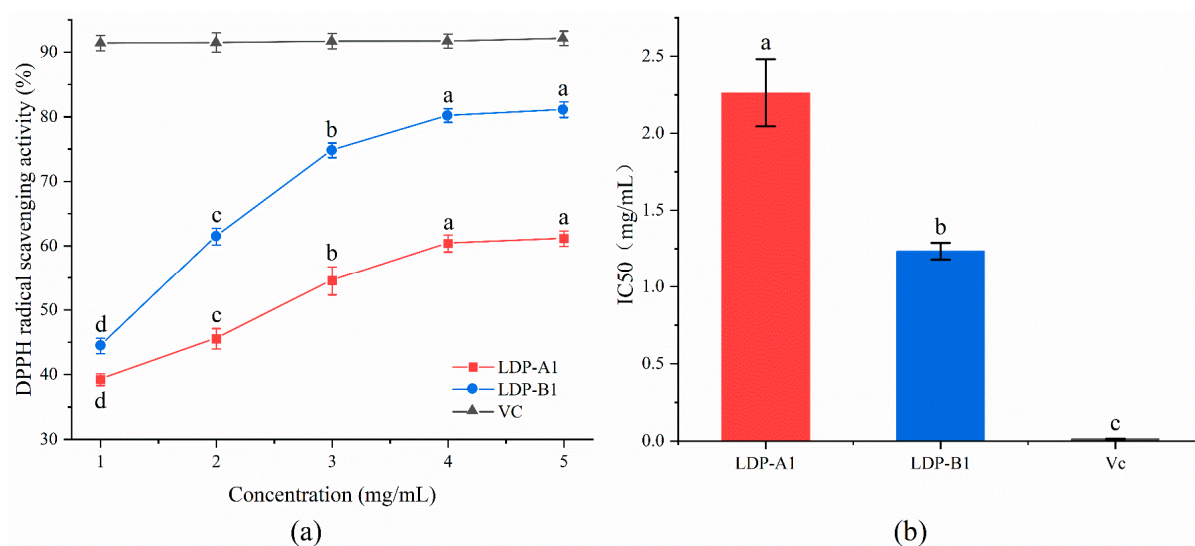 DPPH radical scavenging activity (%)
90
80
70
60
50
40
30
a
a
b
c
d
a
a
b
c
d
LDP-A1
LDP-B1
VC
1
2
3
4
5
Concentration (mg/mL)
(a)
IC50（mg/mL）
2.5
2.0
1.5
1.0
0.5
0.0
a
b
c
LDP-A1
LDP-B1
Vc
(b)